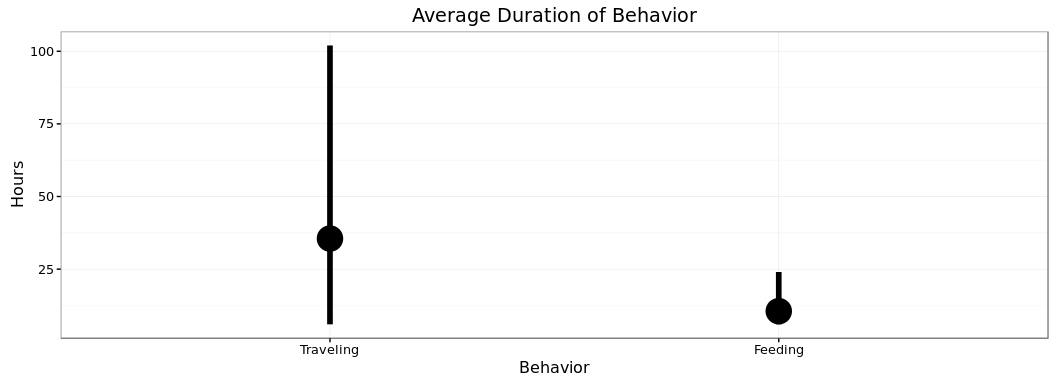 Average Duration of Behavior
Hours
100
75
50
25
Traveling
Feeding
Behavior